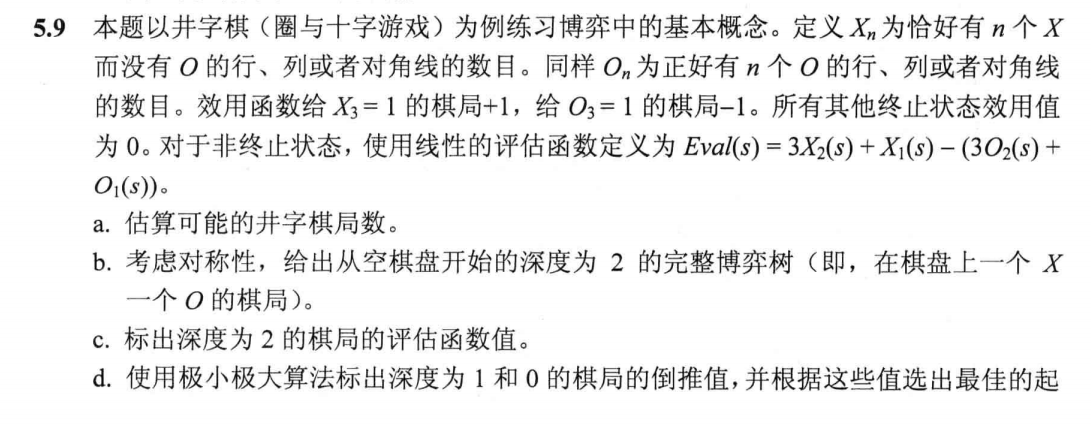 5.9 本题以井字棋（圈与十字游戏）为例练习博弈中的基本概念。定义 Xₙ 为恰好有 n 个 X
而没有 O 的行、列或者对角线的数目。同样 Oₙ 为正好有 n 个 O 的行、列或者对角线
的数目。效用函数给 X₃ = 1 的棋局+1，给 O₃ = 1 的棋局–1。所有其他终止状态效用值
为 0。对于非终止状态，使用线性的评估函数定义为 Eval(s) = 3X₂(s) + X₁(s) – (3O₂(s) +
O₁(s))。
a. 估算可能的井字棋局数。
b. 考虑对称性，给出从空棋盘开始的深度为 2 的完整博弈树（即，在棋盘上一个 X
一个 O 的棋局）。
c. 标出深度为 2 的棋局的评估函数值。
d. 使用极小极大算法标出深度为 1 和 0 的棋局的倒推值，并根据这些值选出最佳的起